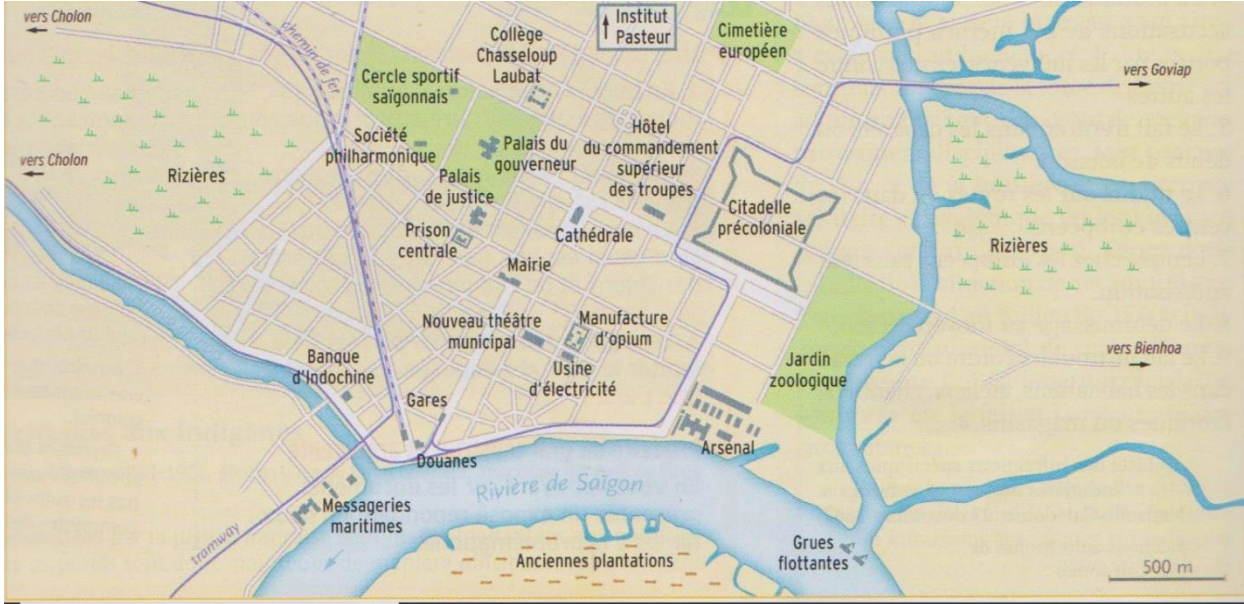 vers Cholon
chemin de fer
Collège
Chasseloup
Laubat
Institut
Pasteur
Cimetière
européen
vers Goviap
Cercle sportif
saïgonnais
Société
philharmonique
Palais du
gouverneur
Hôtel
du commandement
supérieur
des troupes
vers Cholon
Rizières
Palais
de justice
Citadelle
précoloniale
Prison
centrale
Cathédrale
Rizières
Mairie
Nouveau théâtre
municipal
Manufacture
d'opium
Usine
d'électricité
vers Bienhoa
Jardin
zoologique
Banque
d'Indochine
Gares
Douanes
Arsenal
Rivière de Saïgon
Messageries
maritimes
tramway
Anciennes plantations
Grues
flottantes
500 m